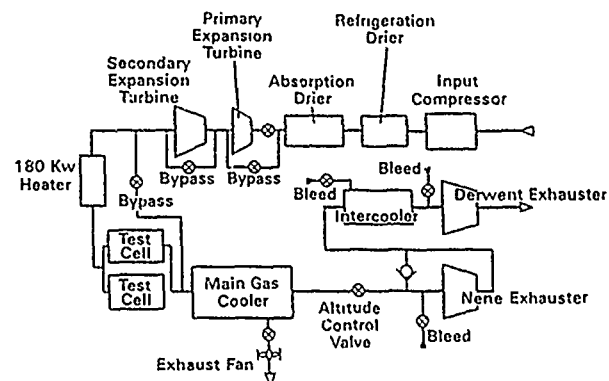 Primary
Expansion
Turbine
Refrigeration
Drier
Secondary
Expansion
Turbine
Absorption
Drier
Input
Compressor
180 Kw
Heater
Bypass
Bypass
Bypass
Bleed
Bleed
Intercooler
Derwent Exhauster
Test
Cell
Test
Cell
Main Gas
Cooler
Altitude
Control
Valve
Nene Exhauster
Bleed
Exhaust Fan